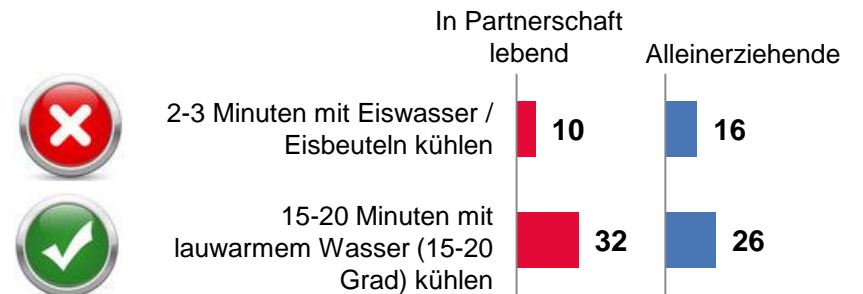 In Partnerschaft
lebend
Alleinerziehende
2-3 Minuten mit Eiswasser /
Eisbeuteln kühlen
10
16
15-20 Minuten mit
lauwarmem Wasser (15-20
Grad) kühlen
32
26